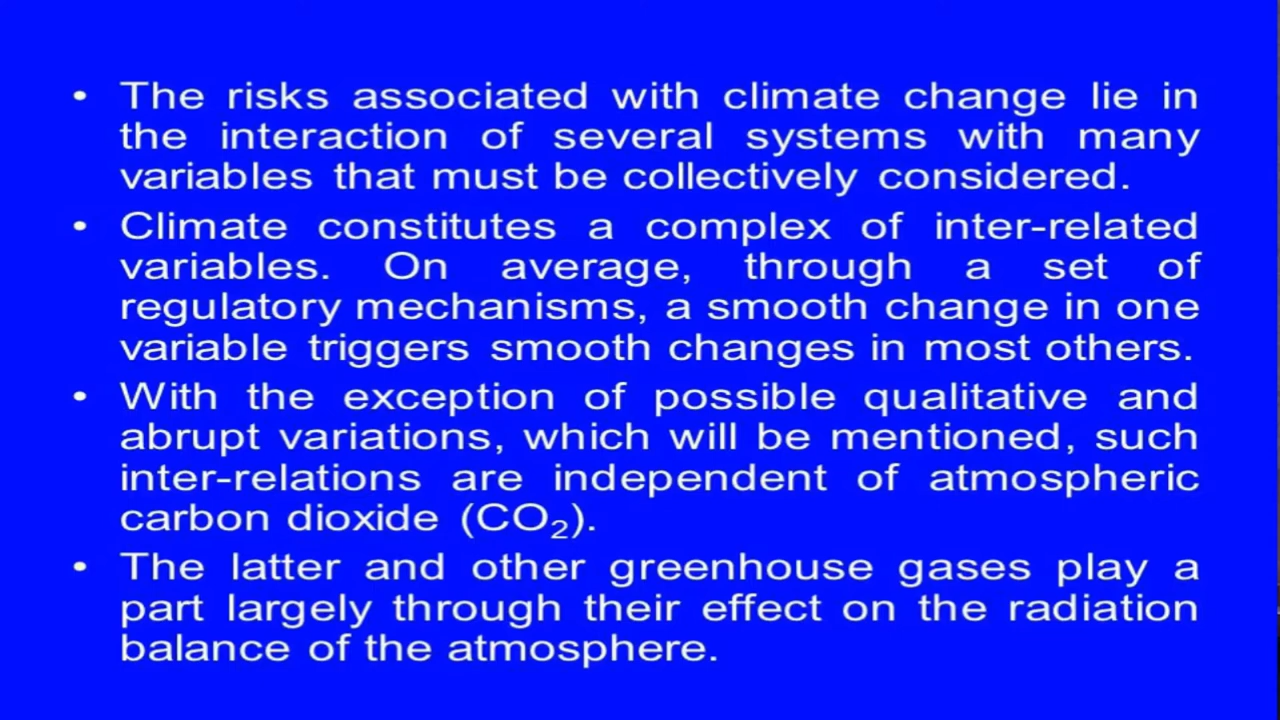 • The risks associated with climate change lie in
the interaction of several systems with many
variables that must be collectively considered.
• Climate constitutes a complex of inter-related
variables. On average, through a set of
regulatory mechanisms, a smooth change in one
variable triggers smooth changes in most others.
• With the exception of possible qualitative and
abrupt variations, which will be mentioned, such
inter-relations are independent of atmospheric
carbon dioxide (CO₂).
• The latter and other greenhouse gases play a
part largely through their effect on the radiation
balance of the atmosphere.